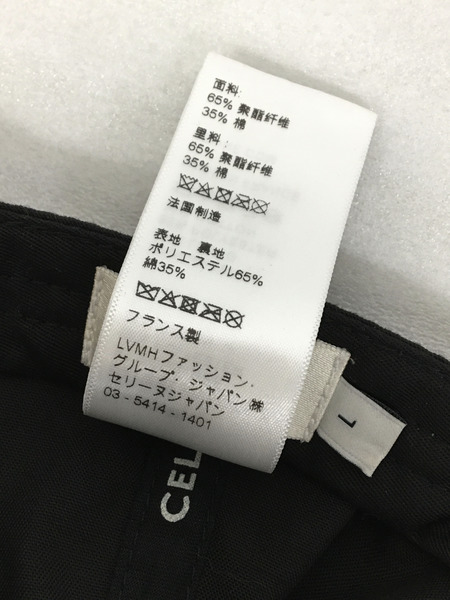 面料:
65% 聚酯纤维
35% 棉
里料:
65% 聚酯纤维
35% 棉
法国制造
表地 裏地
ポリエステル65%
綿35%
フランス製
LVMHファッション・
グループ・ジャパン㈱
セリーヌジャパン
03 - 5414 - 1401
L
CEL